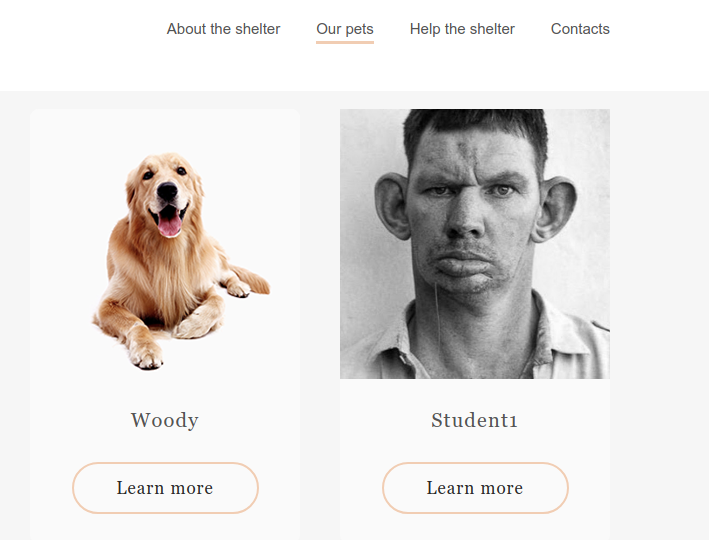 About the shelter Our pets Help the shelter Contacts
Woody Student1
Learn more Learn more